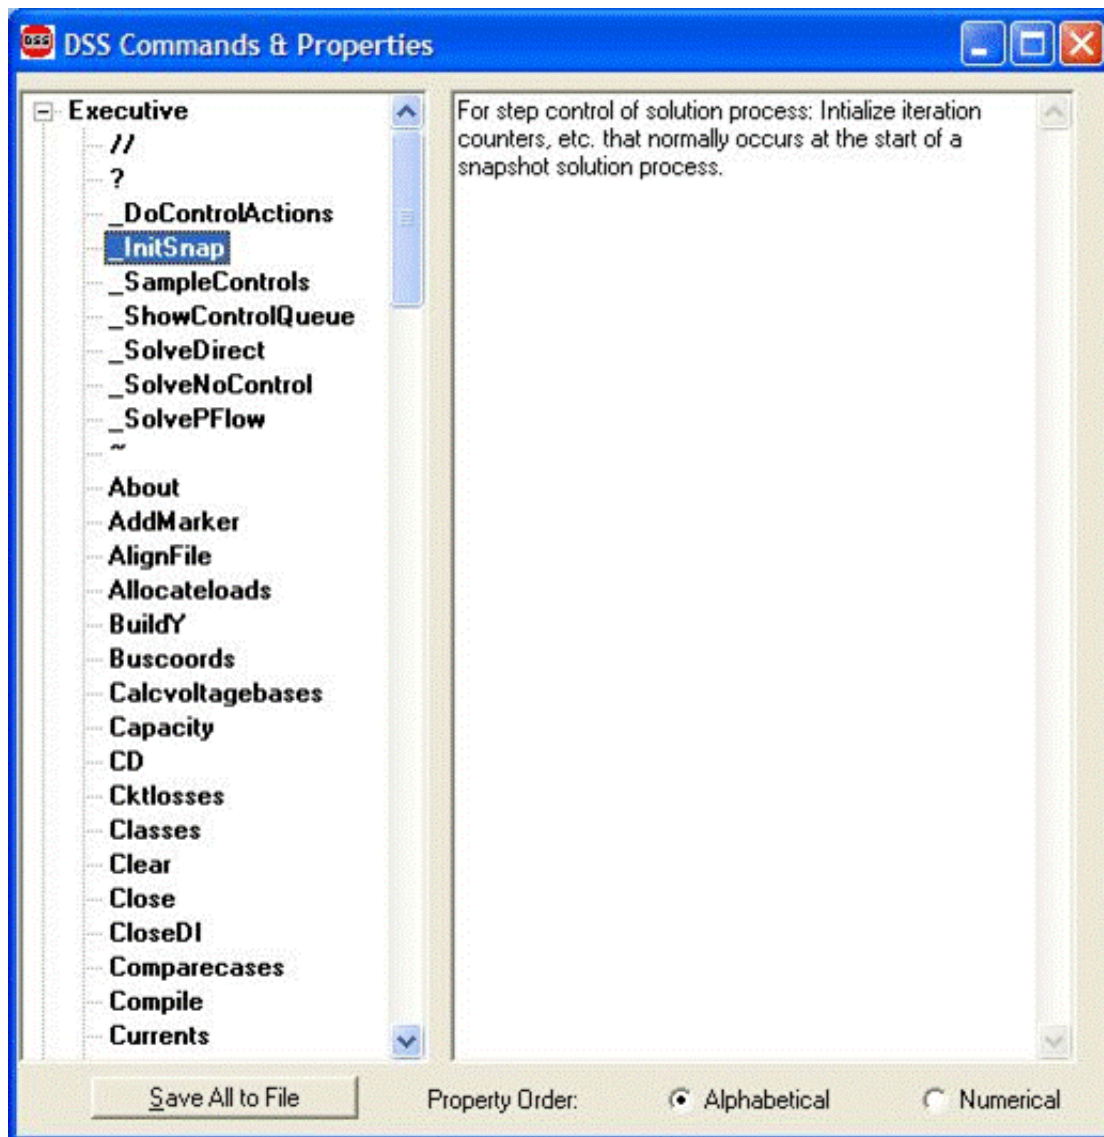 DSS DSS Commands & Properties
Executive
//
?
_DoControlActions
_InitSnap
_SampleControls
_ShowControlQueue
_SolveDirect
_SolveNoControl
_SolvePFlow
~
About
AddMarker
AlignFile
Allocateloads
BuildY
Buscoords
Calcvoltagebases
Capacity
CD
Cktlosses
Classes
Clear
Close
CloseDI
Comparecases
Compile
Currents
For step control of solution process: Intialize iteration
counters, etc. that normally occurs at the start of a
snapshot solution process.
Save All to File
Property Order: Alphabetical Numerical